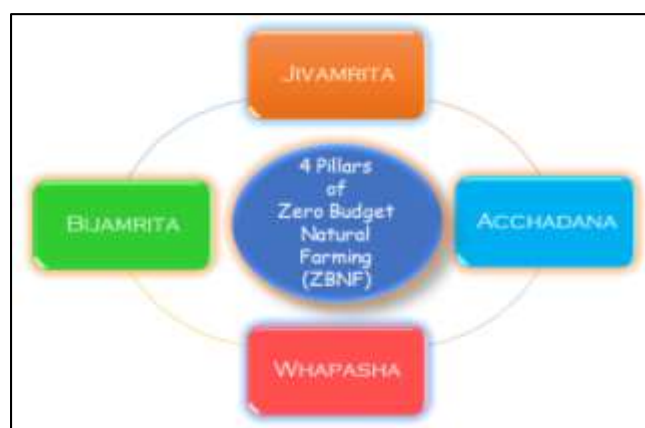 JIVAMRITA
BIJAMRITA
4 Pillars
of
Zero Budget
Natural
Farming
(ZBNF)
ACCHADANA
WHAPASHA